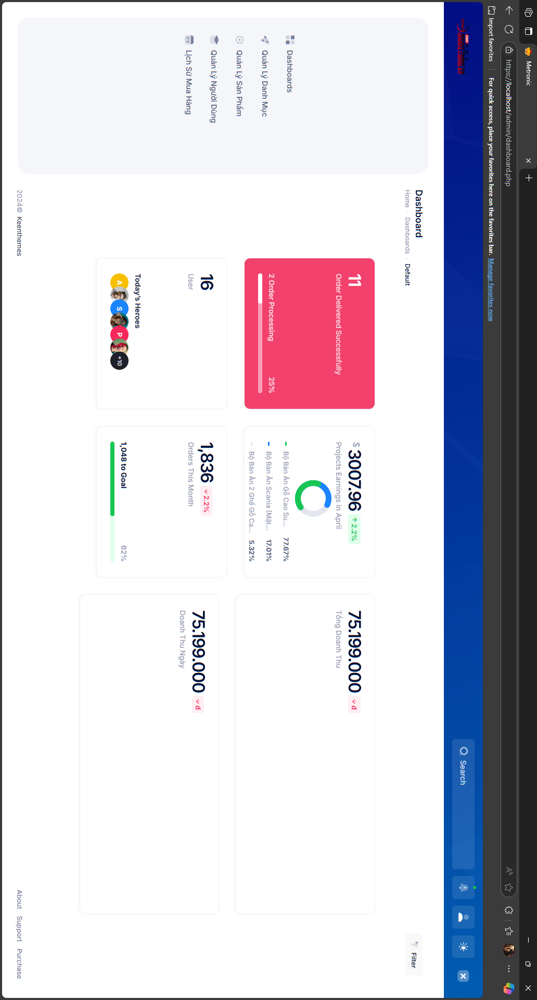 Metronic
https://localhost/admin/dashboard.php
Import favorites
For quick access, place your favorites here on the favorites bar. Manage favorites now
Search
Dashboards
Quản Lý Danh Mục
Quản Lý Sản Phẩm
Quản Lý Người Dùng
Lịch Sử Mua Hàng
Dashboard
Home - Dashboards - Default
Filter
11
Order Delivered Successfully
2 Order Processing 25%
$ 3007.96 2.2%
Projects Earnings in April
Bộ Bàn Ăn Gỗ Cao Su... 77.67%
Bộ Bàn Ăn Scania (Mặt... 17.01%
Bộ Bàn Ăn 2 Ghế Gỗ Ca... 5.32%
75.199.000 đ
Tổng Doanh Thu
16
User
Today's Heroes
A S P +10
1,836 2.2%
Orders This Month
1,048 to Goal 62%
75.199.000 đ
Doanh Thu Ngày
2024© Keenthemes
About Support Purchase